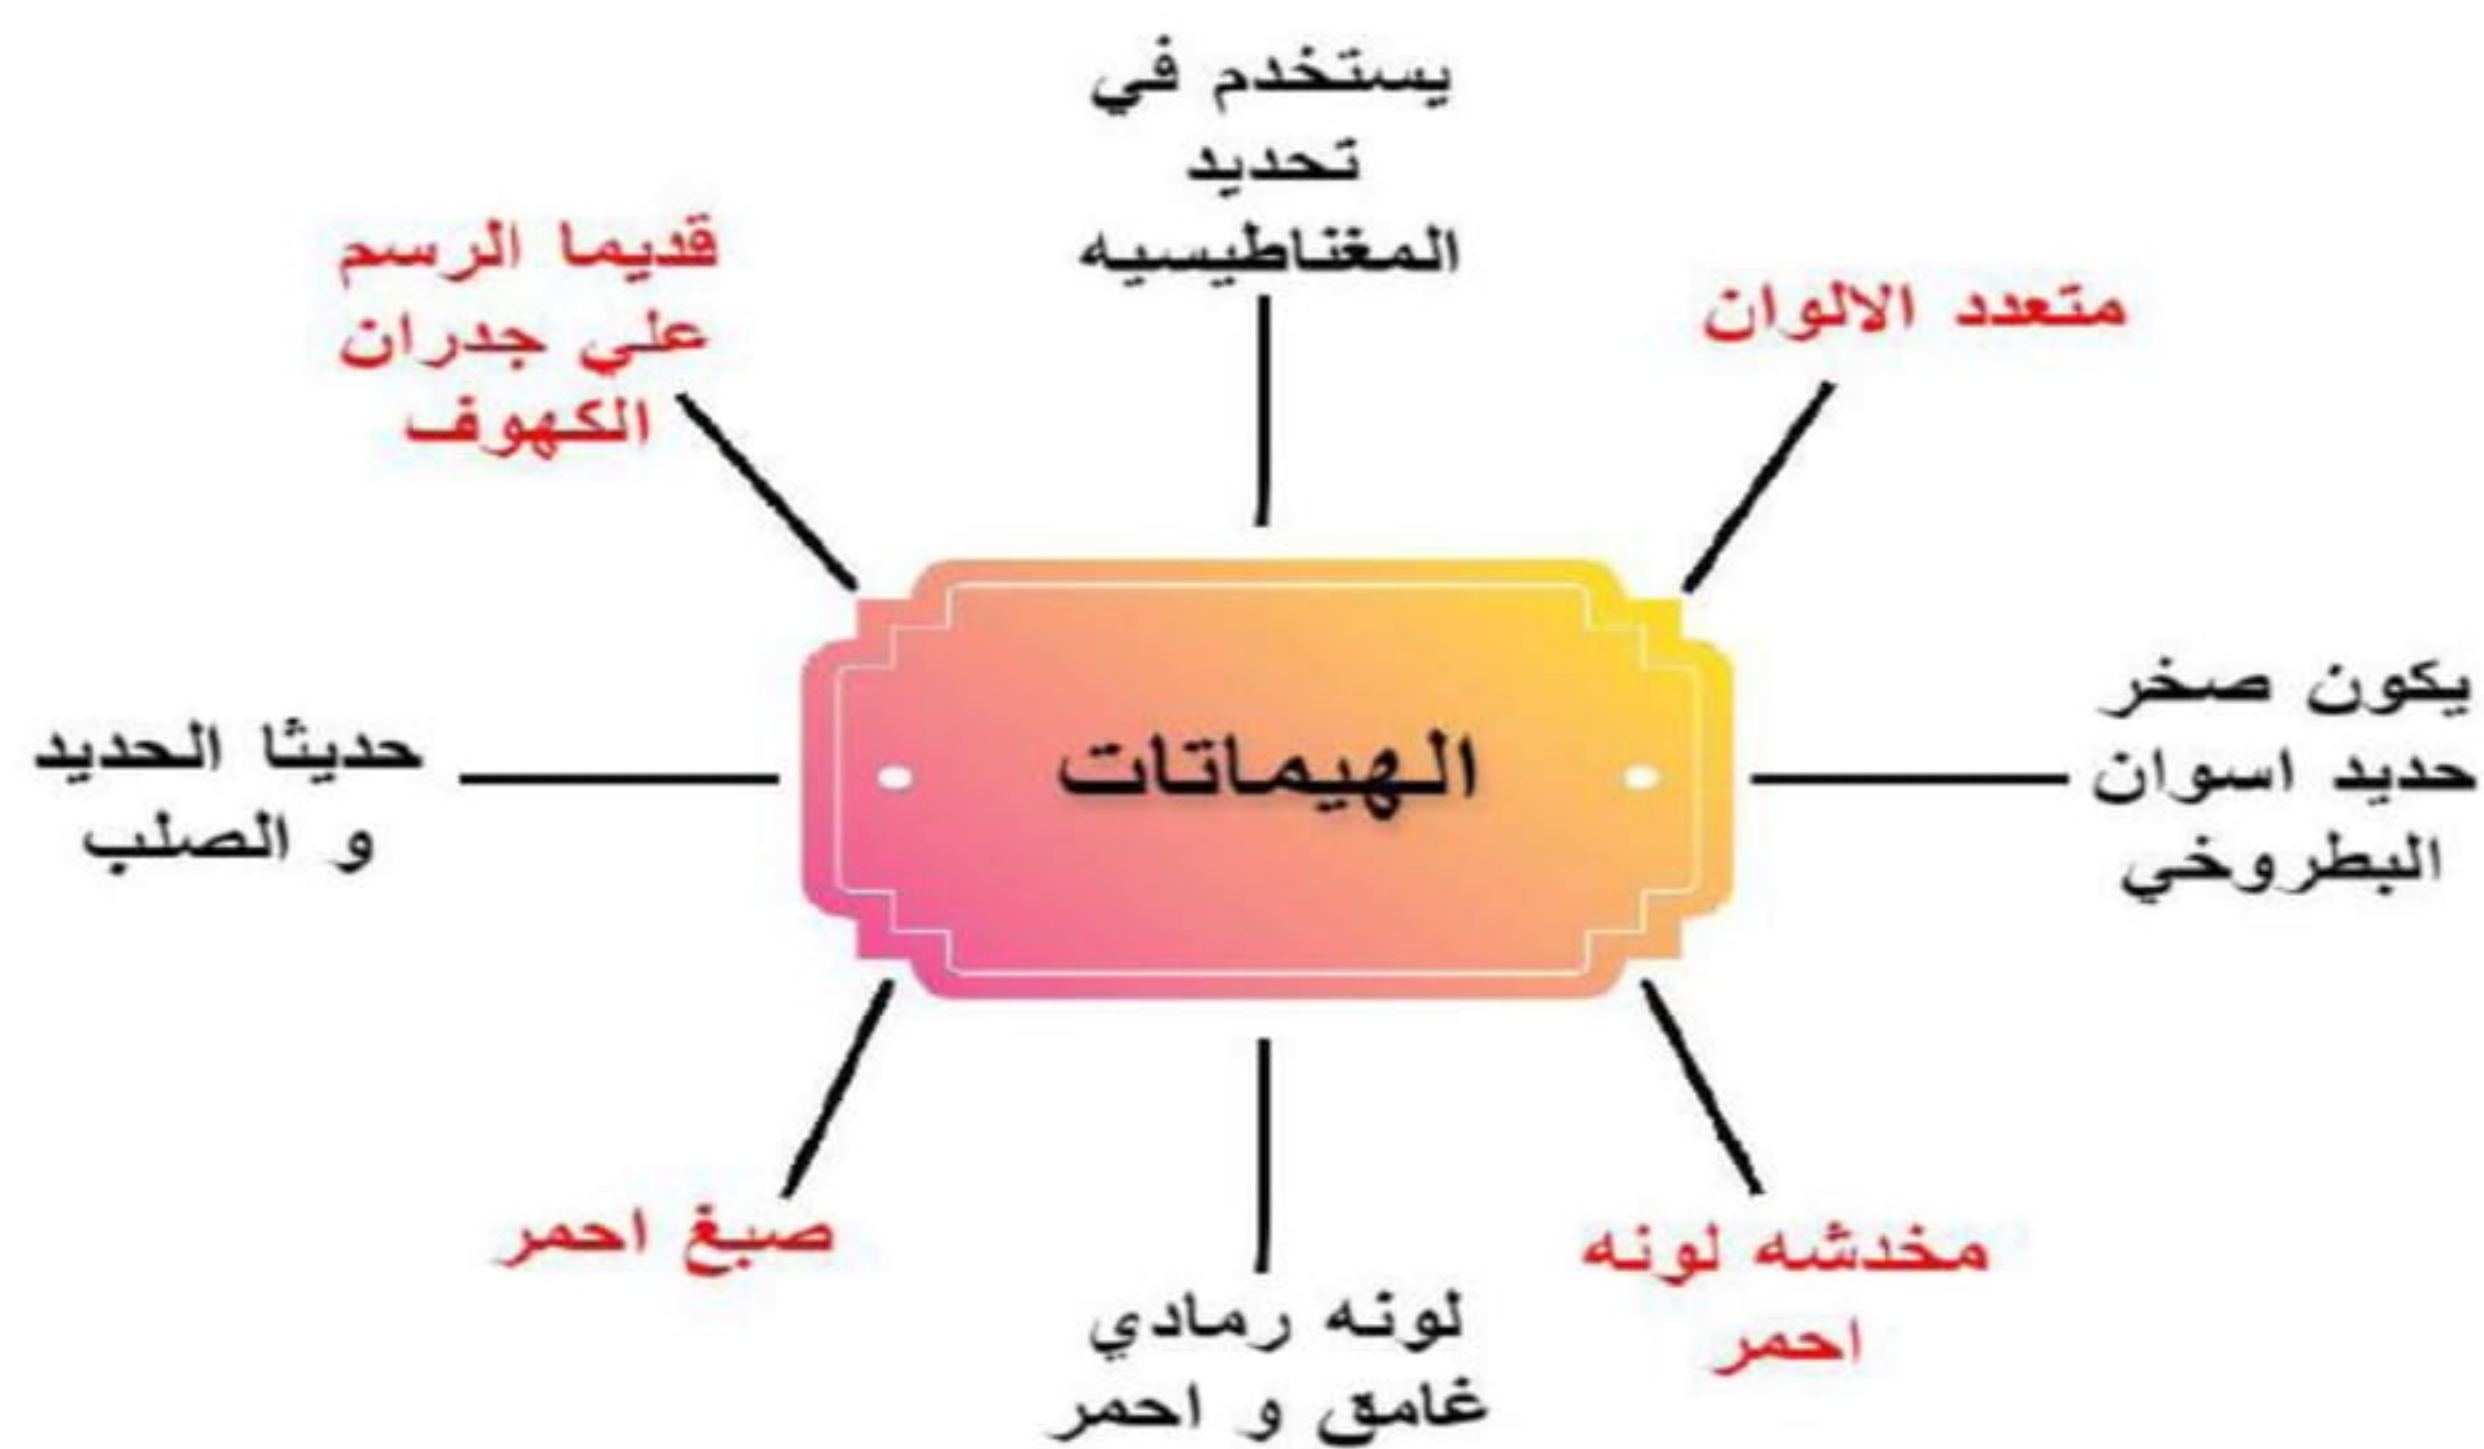 يستخدم في
تحديد
المغناطيسيه
متعدد الالوان
قديما الرسم
علي جدران
الكهوف
يكون صخر
حديد اسوان
البطروخي
الهيماتات
حديثا الحديد
و الصلب
مخدشه لونه
احمر
صبغ احمر
لونه رمادي
غامق و احمر